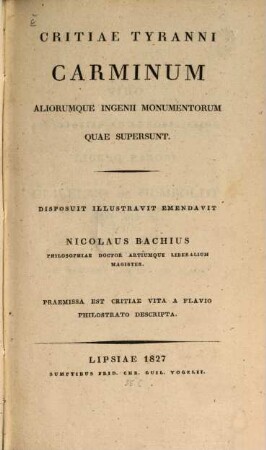 CRITIAE TYRANNI
CARMINUM
ALIORUMQUE INGENII MONUMENTORUM
QUAE SUPERSUNT.
DISPOSUIT ILLUSTRAVIT EMENDAVIT
NICOLAUS BACHIUS
PHILOSOPHIAE DOCTOR ARTIUMQUE LIBERALIUM
MAGISTER.
PRAEMISSA EST CRITIAE VITA A FLAVIO
PHILOSTRATO DESCRIPTA.
LIPSIAE 1827
SUMPTIBUS FRID. CHR. GUIL. VOGELII.